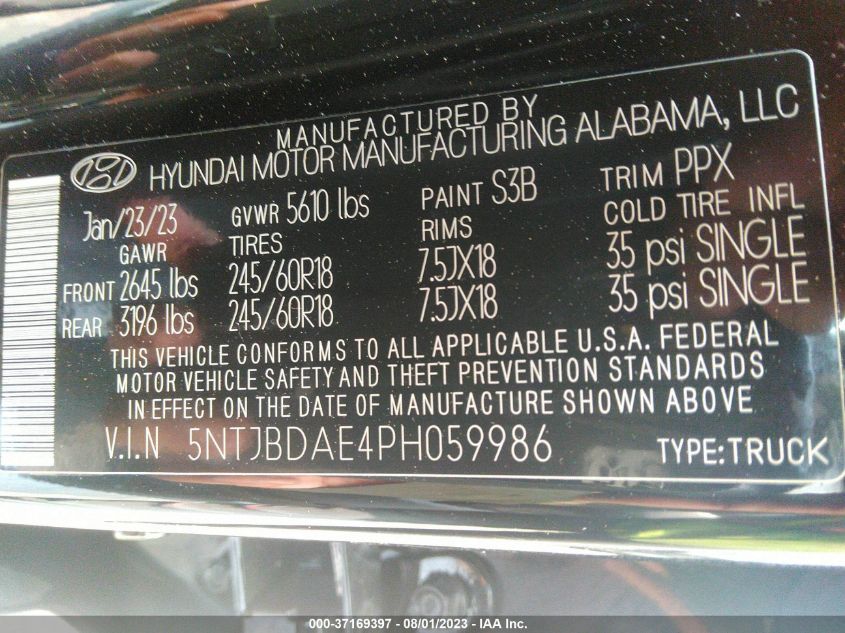 MANUFACTURED BY
HYUNDAI MOTOR MANUFACTURING ALABAMA, LLC
Jan/23/23 GVWR 5610 lbs PAINT S3B TRIM PPX
GAWR TIRES RIMS COLD TIRE INFL
FRONT 2645 lbs 245/60R18 7.5JX18 35 psi SINGLE
REAR 3196 lbs 245/60R18 7.5JX18 35 psi SINGLE
THIS VEHICLE CONFORMS TO ALL APPLICABLE U.S.A. FEDERAL
MOTOR VEHICLE SAFETY AND THEFT PREVENTION STANDARDS
IN EFFECT ON THE DATE OF MANUFACTURE SHOWN ABOVE
V.I.N 5NTJBDAE4PH059986 TYPE:TRUCK
000-37169397 - 08/01/2023 - IAA Inc.